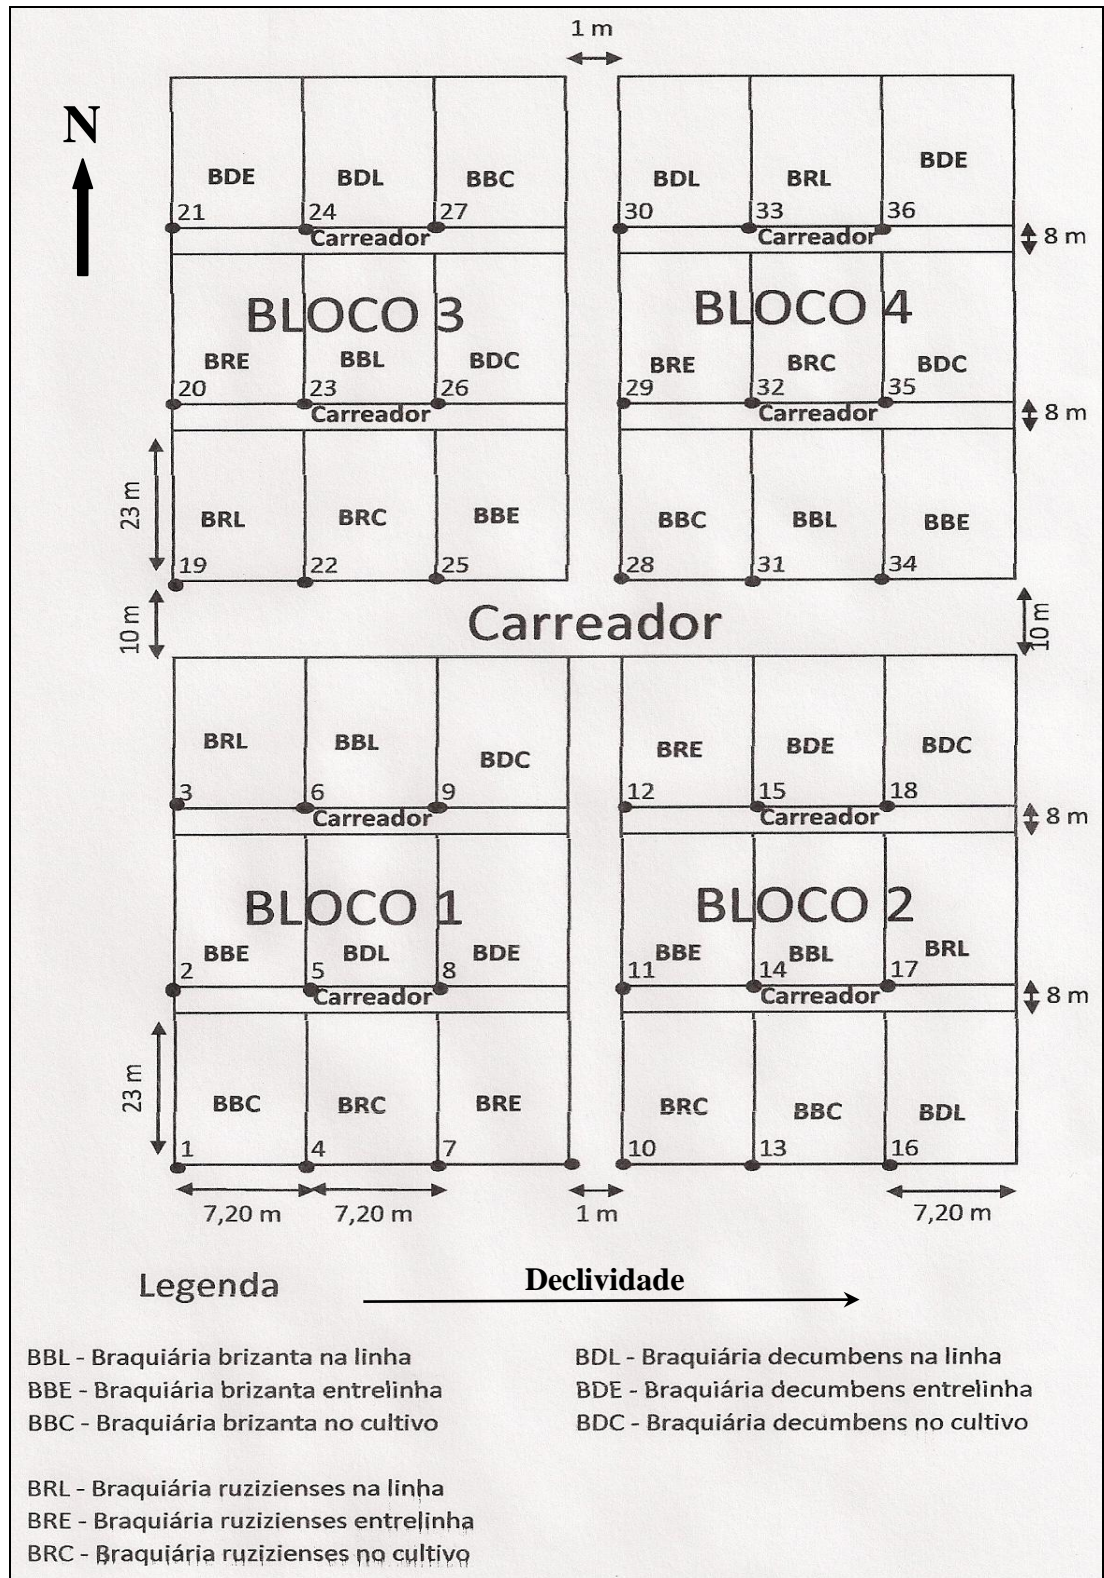 1 m
N
BDE BDL BBC BDL BRL BDE
21 24 27 30 33 36
Carreador Carreador 8 m
BLOCO 3 BLOCO 4
BRE BBL BDC BRE BRC BDC
20 23 26 29 32 35
Carreador Carreador 8 m
23 m
BRL BRC BBE BBC BBL BBE
19 22 25 28 31 34
10 m Carreador 10 m
BRL BBL BDC BRE BDE BDC
3 6 9 12 15 18
Carreador Carreador 8 m
BLOCO 1 BLOCO 2
BBE BDL BDE BBE BBL BRL
2 5 8 11 14 17
Carreador Carreador 8 m
23 m
BBC BRC BRE BRC BBC BDL
1 4 7 10 13 16
7,20 m 7,20 m 1 m 7,20 m
Legenda Declividade
BBL - Braquiária brizanta na linha
BBE - Braquiária brizanta entrelinha
BBC - Braquiária brizanta no cultivo
BDL - Braquiária decumbens na linha
BDE - Braquiária decumbens entrelinha
BDC - Braquiária decumbens no cultivo
BRL - Braquiária ruzizienses na linha
BRE - Braquiária ruzizienses entrelinha
BRC - Braquiária ruzizienses no cultivo